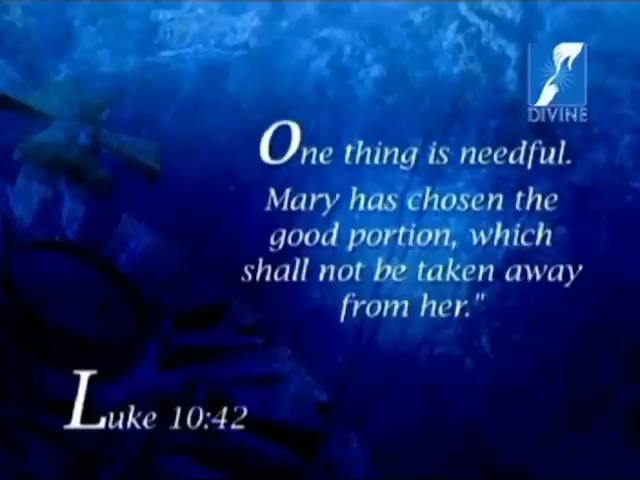 DIVINE
One thing is needful.
Mary has chosen the
good portion, which
shall not be taken away
from her."
Luke 10:42